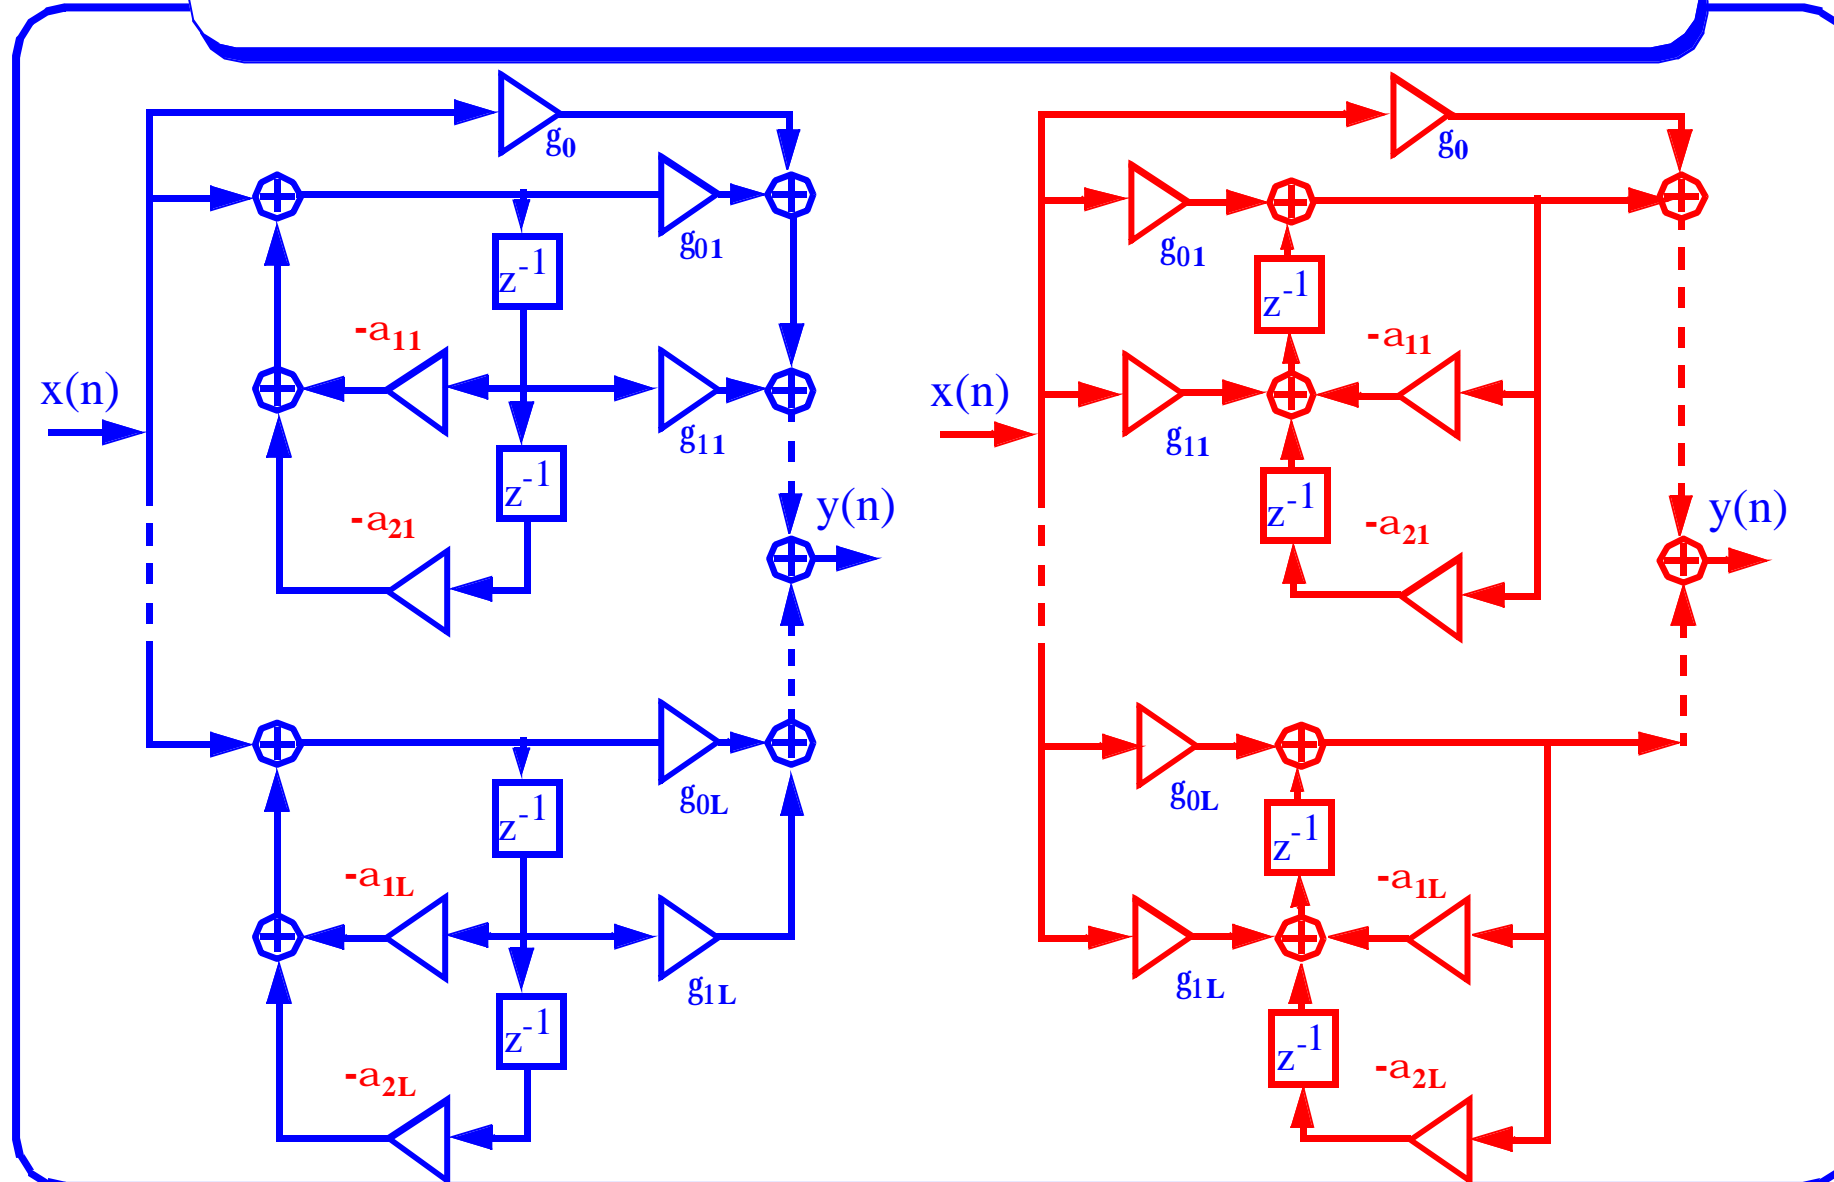 g0
g01
z-1
-a11
x(n)
g11
z-1
-a21
y(n)
g0L
z-1
-a1L
g1L
z-1
-a2L
g0
g01
z-1
-a11
x(n)
g11
z-1
-a21
y(n)
g0L
z-1
-a1L
g1L
z-1
-a2L